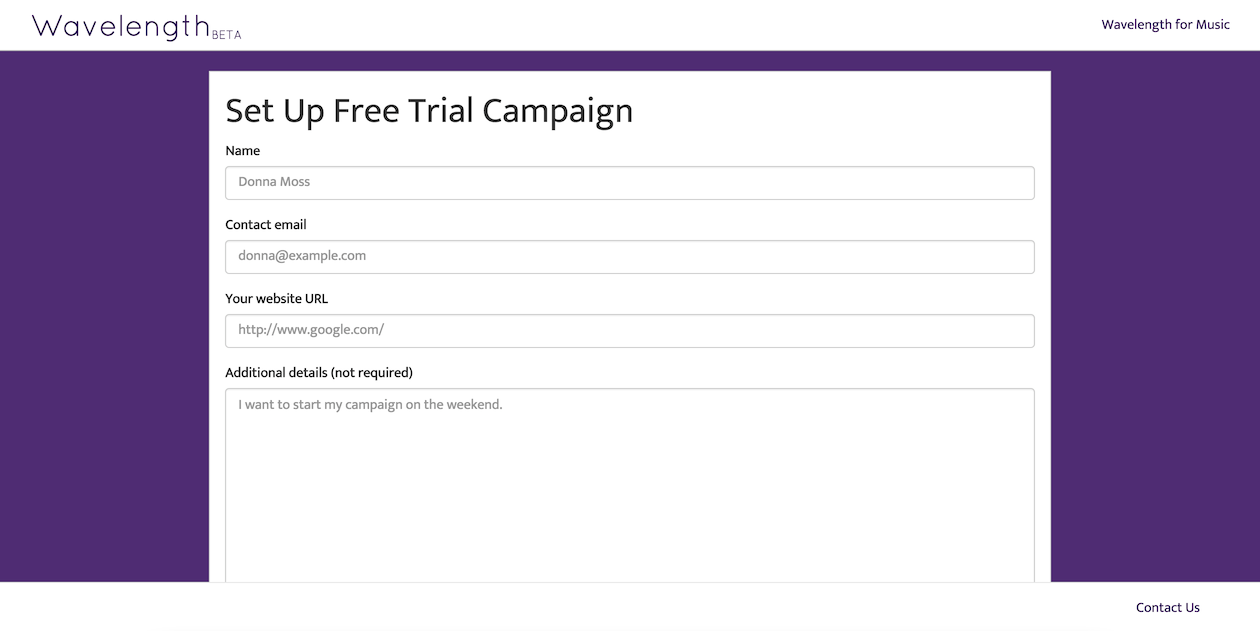 Wavelength BETA
Wavelength for Music
Set Up Free Trial Campaign
Name
Donna Moss
Contact email
donna@example.com
Your website URL
http://www.google.com/
Additional details (not required)
I want to start my campaign on the weekend.
Contact Us